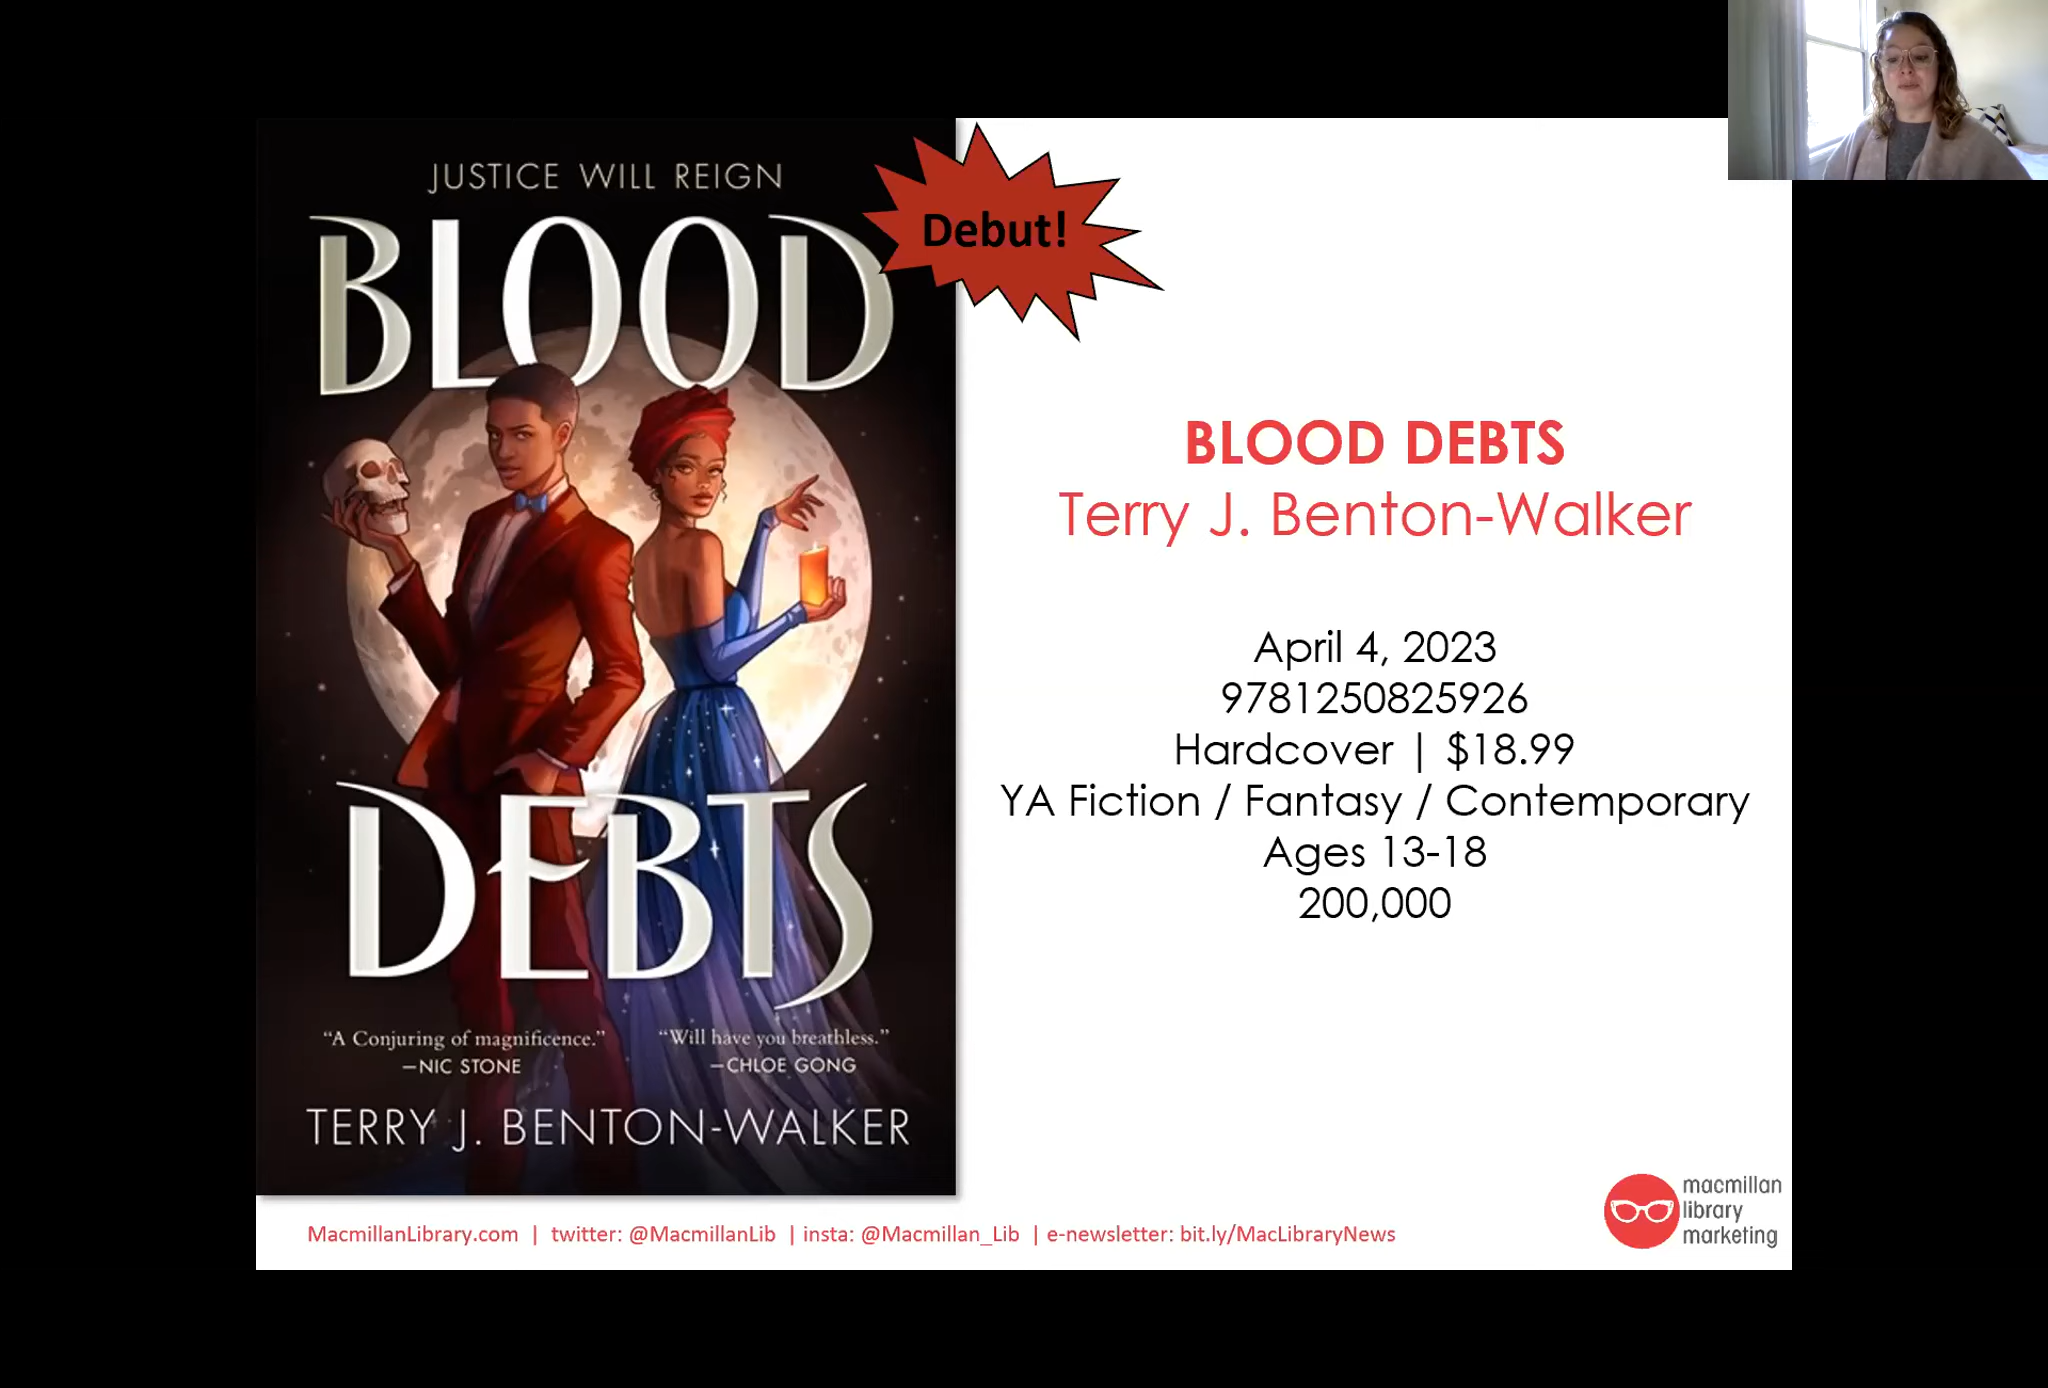 JUSTICE WILL REIGN
BLOOD
DEBTS
"A Conjuring of magnificence."
—NIC STONE
"Will have you breathless."
—CHLOE GONG
TERRY J. BENTON-WALKER
Debut!
BLOOD DEBTS
Terry J. Benton-Walker
April 4, 2023
9781250825926
Hardcover | $18.99
YA Fiction / Fantasy / Contemporary
Ages 13-18
200,000
MacmillanLibrary.com | twitter: @MacmillanLib | insta: @Macmillan_Lib | e-newsletter: bit.ly/MacLibraryNews
macmillan
library
marketing